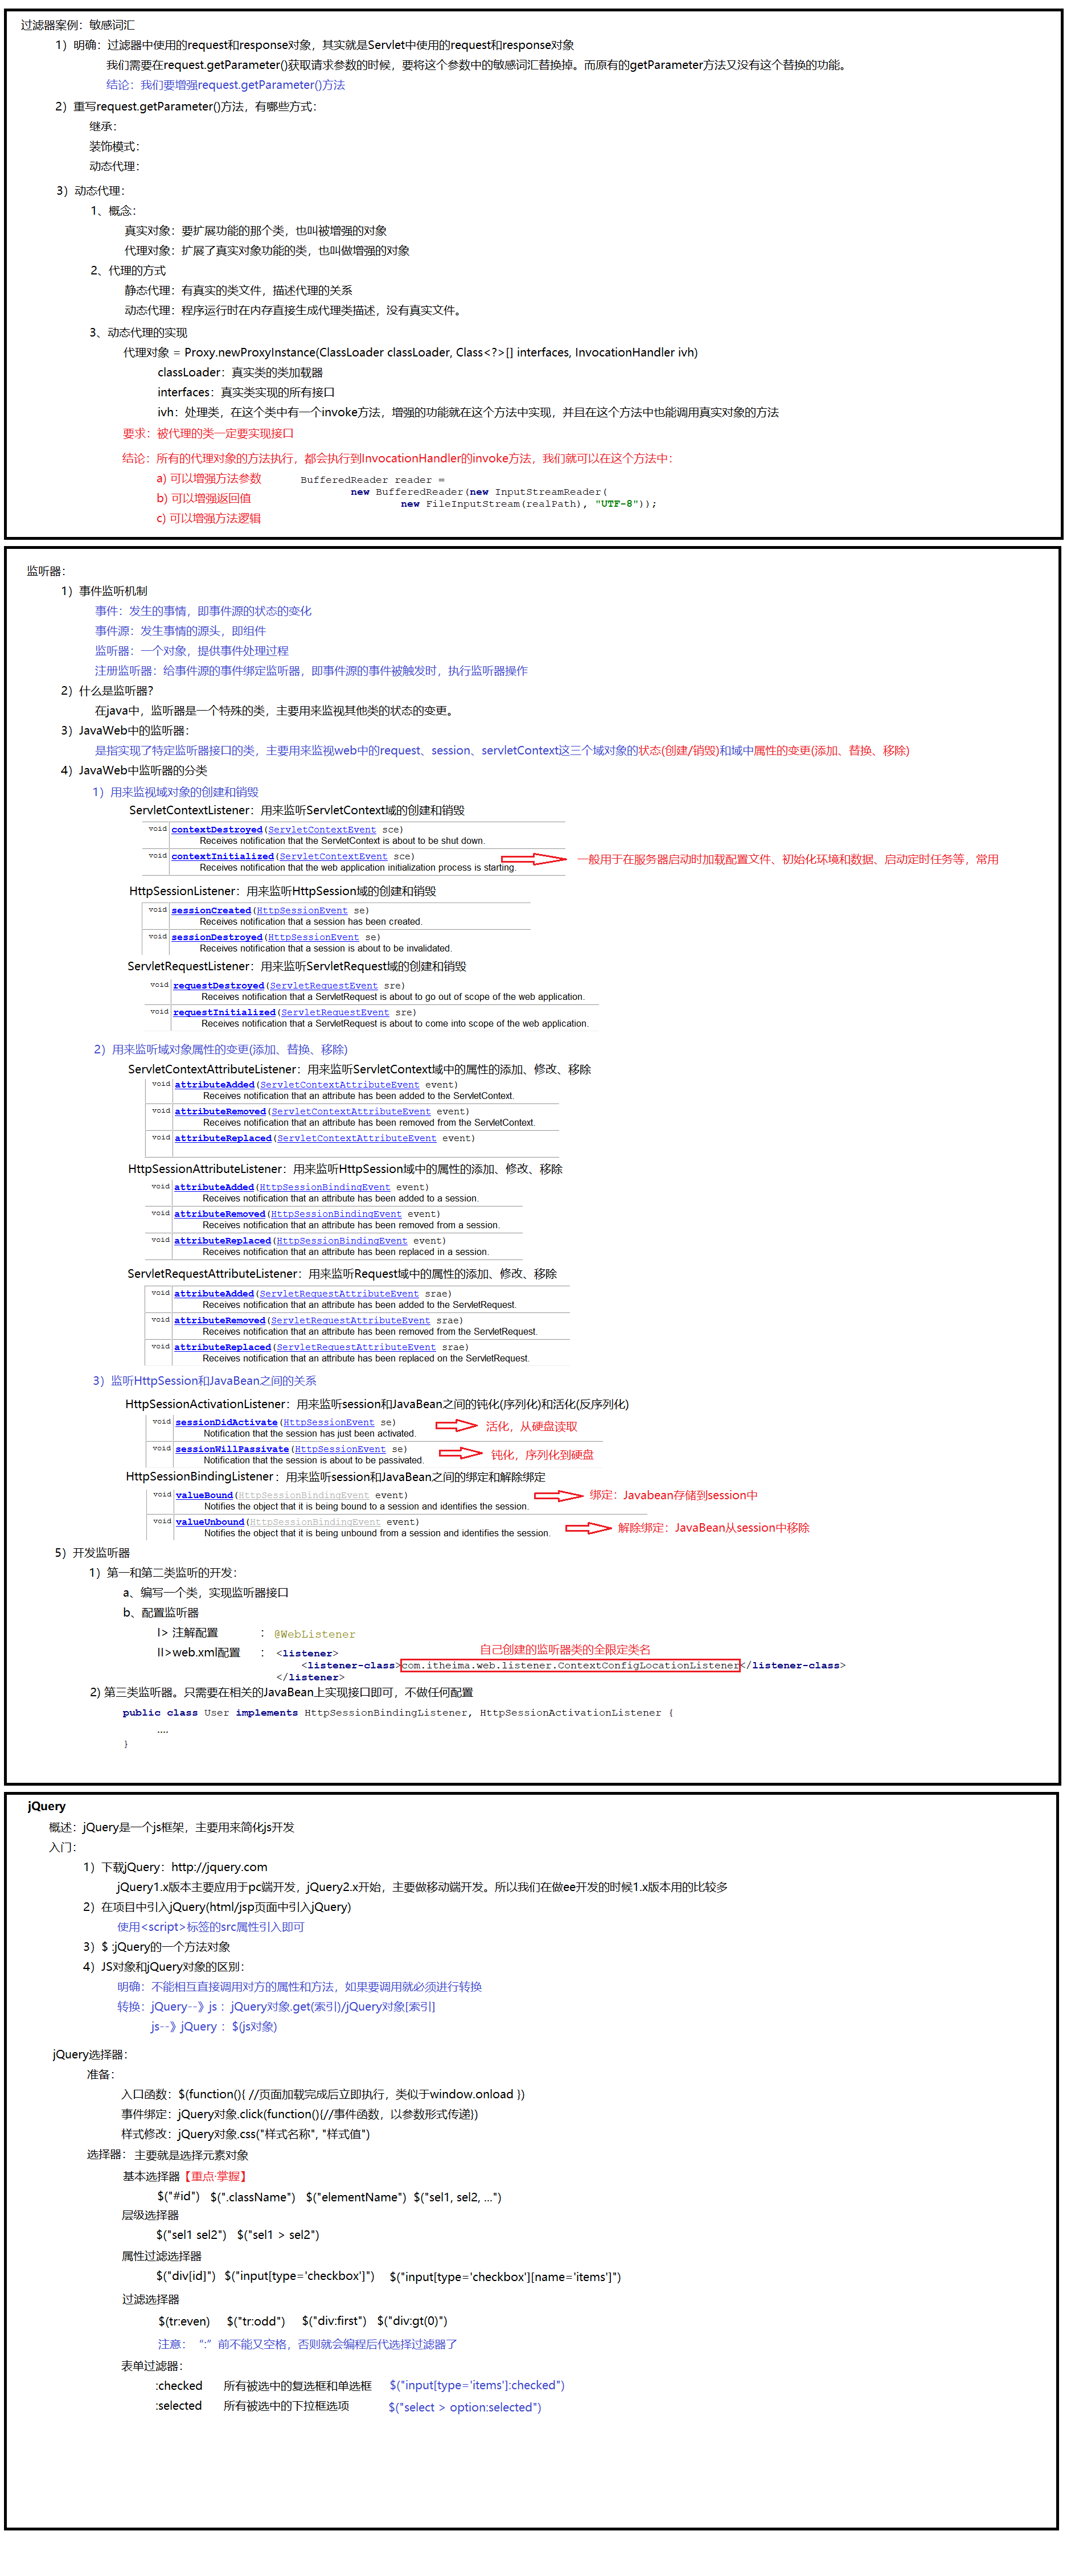 过滤器案例：敏感词汇
1）明确：过滤器中使用的request和response对象，其实就是Servlet中使用的request和response对象
我们需要在request.getParameter()获取请求参数的时候，要将这个参数中的敏感词汇替换掉。而原有的getParameter方法又没有这个替换的功能。
结论：我们要增强request.getParameter()方法
2）重写request.getParameter()方法，有哪些方式：
继承：
装饰模式：
动态代理：
3）动态代理：
1、概念：
真实对象：要扩展功能的那个类，也叫被增强的对象
代理对象：扩展了真实对象功能的类，也叫做增强的对象
2、代理的方式
静态代理：有真实的类文件，描述代理的关系
动态代理：程序运行时在内存直接生成代理类描述，没有真实文件。
3、动态代理的实现
代理对象 = Proxy.newProxyInstance(ClassLoader classLoader, Class<?>[] interfaces, InvocationHandler ivh)
classLoader：真实类的类加载器
interfaces：真实类实现的所有接口
ivh：处理类，在这个类中有一个invoke方法，增强的功能就在这个方法中实现，并且在这个方法中也能调用真实对象的方法
要求：被代理的类一定要实现接口
结论：所有的代理对象的方法执行，都会执行到InvocationHandler的invoke方法，我们就可以在这个方法中：
a) 可以增强方法参数
b) 可以增强返回值
c) 可以增强方法逻辑
BufferedReader reader =
new BufferedReader(new InputStreamReader(
new FileInputStream(realPath), "UTF-8"));
监听器：
1）事件监听机制
事件：发生的事情，即事件源的状态的变化
事件源：发生事情的源头，即组件
监听器：一个对象，提供事件处理过程
注册监听器：给事件源的事件绑定监听器，即事件源的事件被触发时，执行监听器操作
2）什么是监听器?
在java中，监听器是一个特殊的类，主要用来监视其他类的状态的变更。
3）JavaWeb中的监听器：
是指实现了特定监听器接口的类，主要用来监视web中的request、session、servletContext这三个域对象的状态(创建/销毁)和域中属性的变更(添加、替换、移除)
4）JavaWeb中监听器的分类
1）用来监视域对象的创建和销毁
ServletContextListener：用来监听ServletContext域的创建和销毁
void contextDestroyed(ServletContextEvent sce)
Receives notification that the ServletContext is about to be shut down.
void contextInitialized(ServletContextEvent sce)
Receives notification that the web application initialization process is starting.
一般用于在服务器启动时加载配置文件、初始化环境和数据、启动定时任务等，常用
HttpSessionListener：用来监听HttpSession域的创建和销毁
void sessionCreated(HttpSessionEvent se)
Receives notification that a session has been created.
void sessionDestroyed(HttpSessionEvent se)
Receives notification that a session is about to be invalidated.
ServletRequestListener：用来监听ServletRequest域的创建和销毁
void requestDestroyed(ServletRequestEvent sre)
Receives notification that a ServletRequest is about to go out of scope of the web application.
void requestInitialized(ServletRequestEvent sre)
Receives notification that a ServletRequest is about to come into scope of the web application.
2）用来监听域对象属性的变更(添加、替换、移除)
ServletContextAttributeListener：用来监听ServletContext域中的属性的添加、修改、移除
void attributeAdded(ServletContextAttributeEvent event)
Receives notification that an attribute has been added to the ServletContext.
void attributeRemoved(ServletContextAttributeEvent event)
Receives notification that an attribute has been removed from the ServletContext.
void attributeReplaced(ServletContextAttributeEvent event)
HttpSessionAttributeListener：用来监听HttpSession域中的属性的添加、修改、移除
void attributeAdded(HttpSessionBindingEvent event)
Receives notification that an attribute has been added to a session.
void attributeRemoved(HttpSessionBindingEvent event)
Receives notification that an attribute has been removed from a session.
void attributeReplaced(HttpSessionBindingEvent event)
Receives notification that an attribute has been replaced in a session.
ServletRequestAttributeListener：用来监听Request域中的属性的添加、修改、移除
void attributeAdded(ServletRequestAttributeEvent srae)
Receives notification that an attribute has been added to the ServletRequest.
void attributeRemoved(ServletRequestAttributeEvent srae)
Receives notification that an attribute has been removed from the ServletRequest.
void attributeReplaced(ServletRequestAttributeEvent srae)
Receives notification that an attribute has been replaced on the ServletRequest.
3）监听HttpSession和JavaBean之间的关系
HttpSessionActivationListener：用来监听session和JavaBean之间的钝化(序列化)和活化(反序列化)
void sessionDidActivate(HttpSessionEvent se)
Notification that the session has just been activated.
活化，从硬盘读取
void sessionWillPassivate(HttpSessionEvent se)
Notification that the session is about to be passivated.
钝化，序列化到硬盘
HttpSessionBindingListener：用来监听session和JavaBean之间的绑定和解除绑定
void valueBound(HttpSessionBindingEvent event)
Notifies the object that it is being bound to a session and identifies the session.
绑定：Javabean存储到session中
void valueUnbound(HttpSessionBindingEvent event)
Notifies the object that it is being unbound from a session and identifies the session.
解除绑定：JavaBean从session中移除
5）开发监听器
1）第一和第二类监听的开发：
a、编写一个类，实现监听器接口
b、配置监听器
I> 注解配置 ： @WebListener
II>web.xml配置 ： <listener>
自己创建的监听器类的全限定类名
<listener-class>com.itheima.web.listener.ContextConfigLocationListener</listener-class>
</listener>
2) 第三类监听器。只需要在相关的JavaBean上实现接口即可，不做任何配置
public class User implements HttpSessionBindingListener, HttpSessionActivationListener {
....
}
jQuery
概述：jQuery是一个js框架，主要用来简化js开发
入门：
1）下载jQuery：http://jquery.com
jQuery1.x版本主要应用于pc端开发，jQuery2.x开始，主要做移动端开发。所以我们在做ee开发的时候1.x版本用的比较多
2）在项目中引入jQuery(html/jsp页面中引入jQuery)
使用<script>标签的src属性引入即可
3）$ :jQuery的一个方法对象
4）JS对象和jQuery对象的区别：
明确：不能相互直接调用对方的属性和方法，如果要调用就必须进行转换
转换：jQuery--》js ：jQuery对象.get(索引)/jQuery对象[索引]
js--》jQuery ：$(js对象)
jQuery选择器：
准备：
入口函数：$(function(){ //页面加载完成后立即执行，类似于window.onload })
事件绑定：jQuery对象.click(function(){//事件函数，以参数形式传递})
样式修改：jQuery对象.css("样式名称", "样式值")
选择器：主要就是选择元素对象
基本选择器【重点·掌握】
$("#id") $(".className") $("elementName") $("sel1, sel2, ...")
层级选择器
$("sel1 sel2") $("sel1 > sel2")
属性过滤选择器
$("div[id]") $("input[type='checkbox']") $("input[type='checkbox'][name='items']")
过滤选择器
$(tr:even) $("tr:odd") $("div:first") $("div:gt(0)")
注意： “:”前不能又空格，否则就会编程后代选择过滤器了
表单过滤器：
:checked 所有被选中的复选框和单选框 $("input[type='items']:checked")
:selected 所有被选中的下拉框选项 $("select > option:selected")